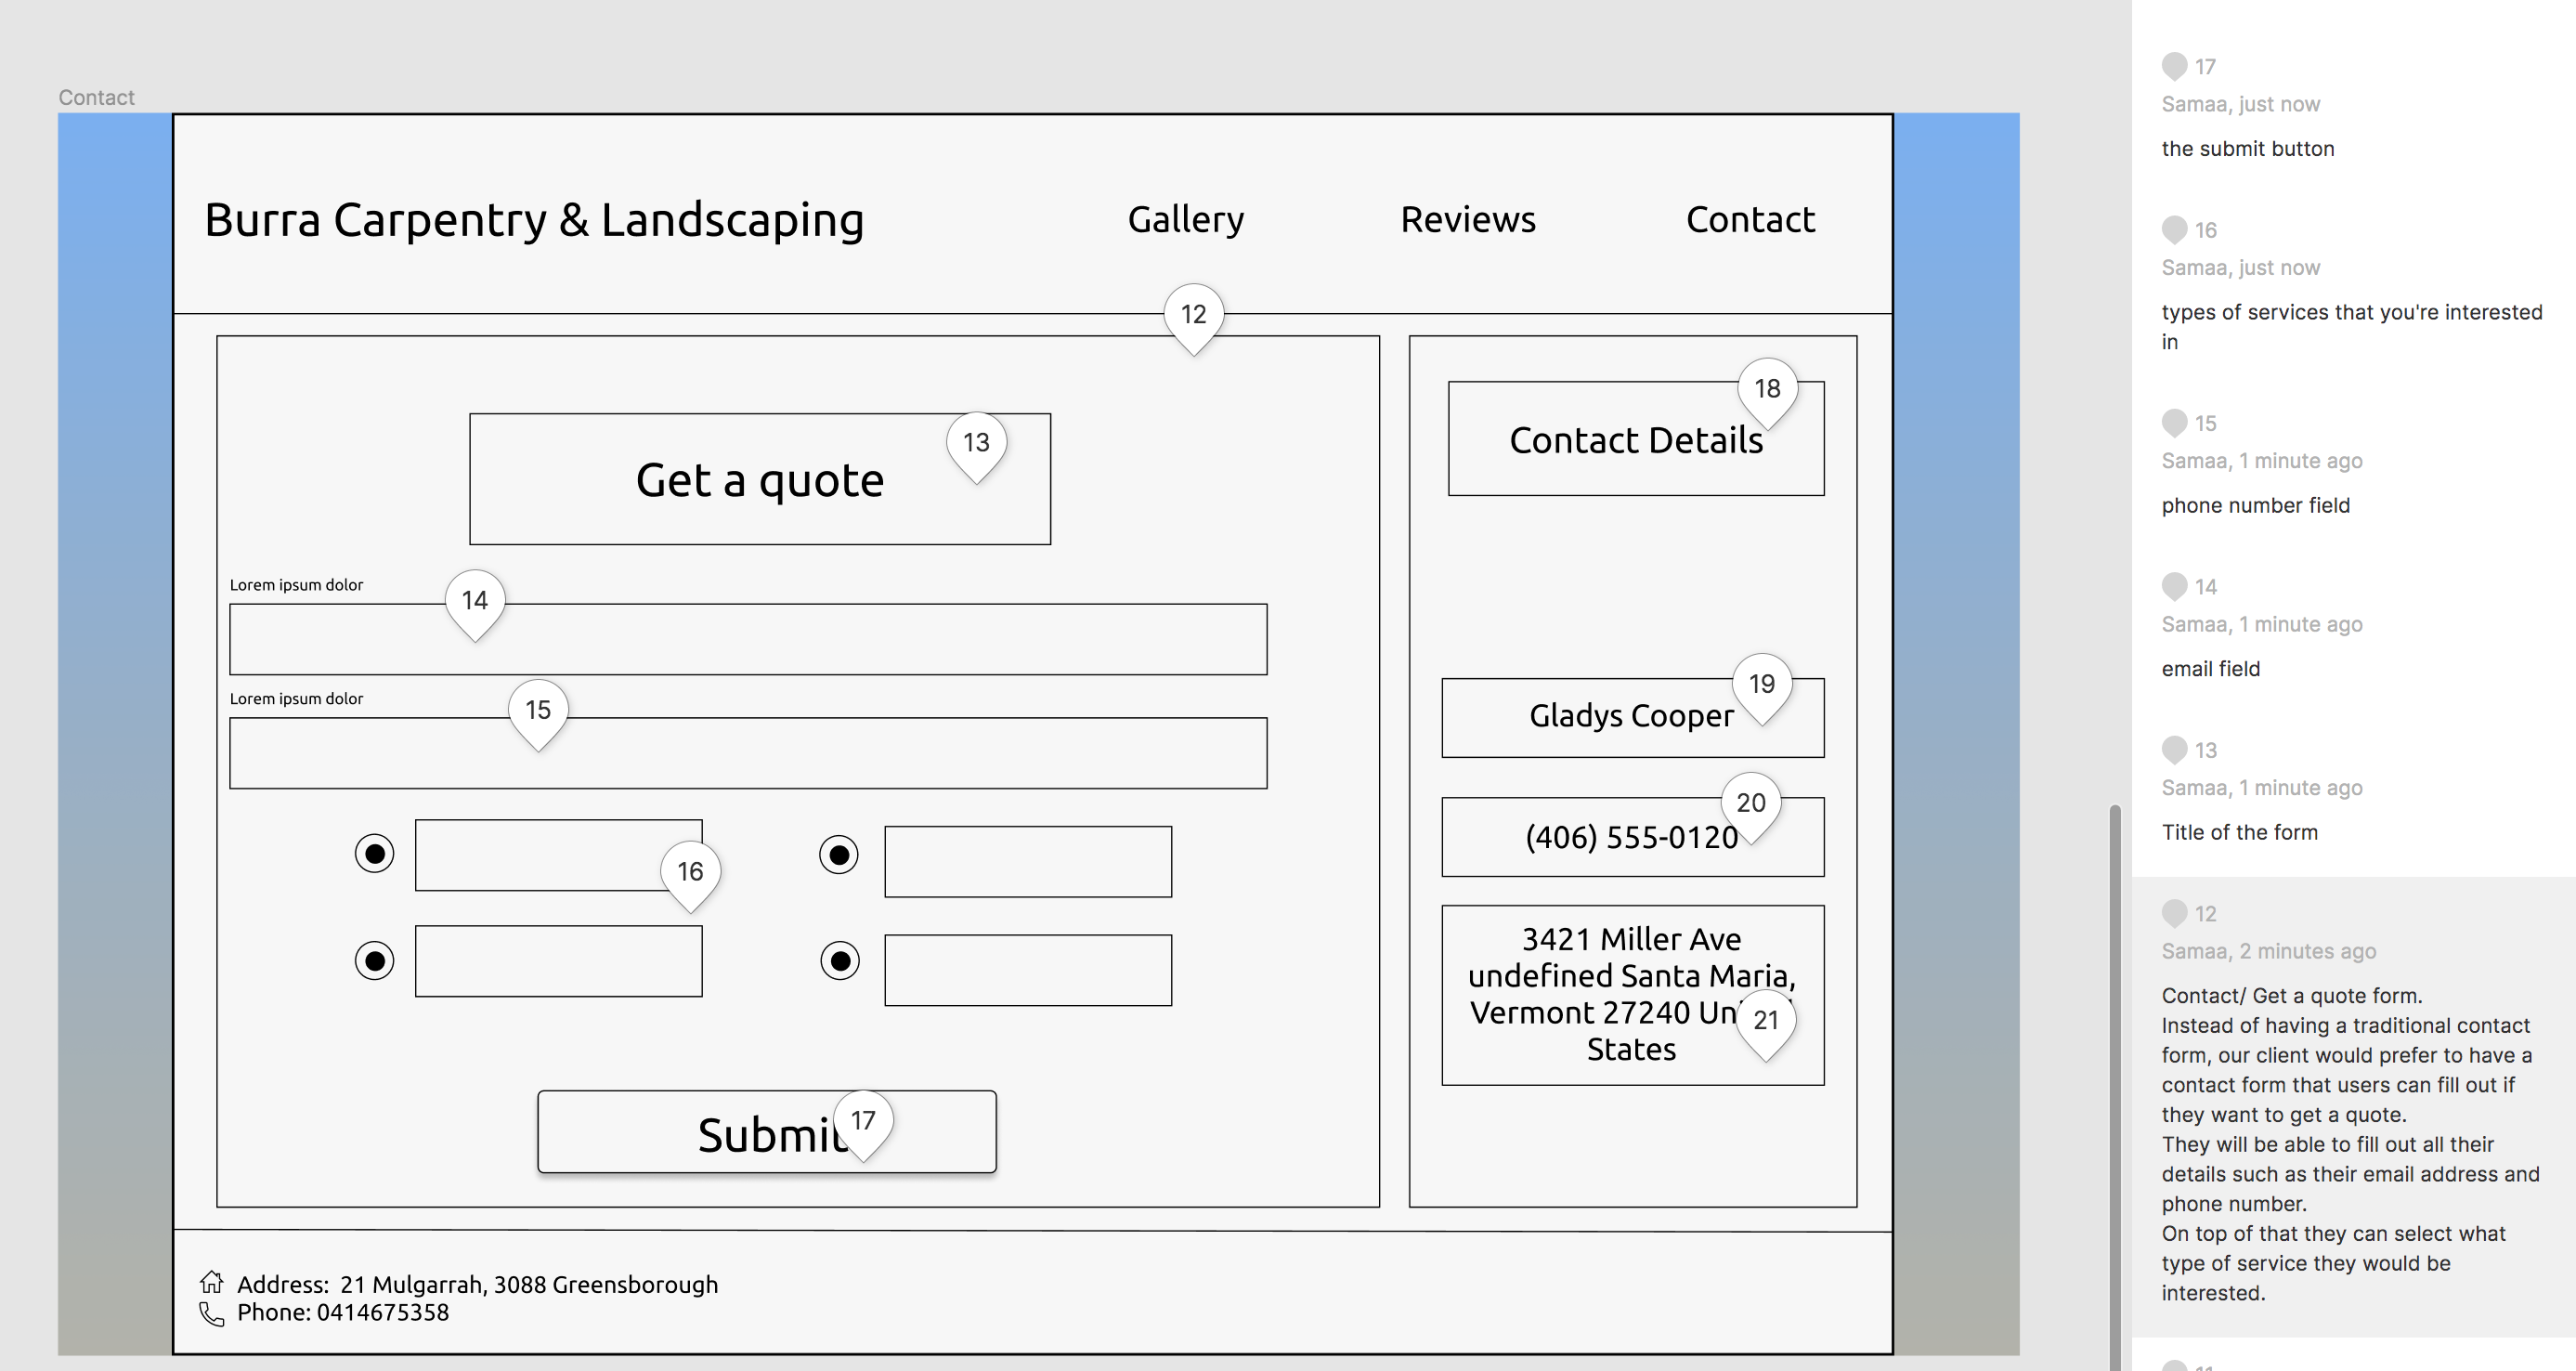 Contact
Burra Carpentry & Landscaping
Gallery
Reviews
Contact
12
13
Get a quote
Lorem ipsum dolor
14
Lorem ipsum dolor
15
16
Submit
17
18
Contact Details
19
Gladys Cooper
20
(406) 555-0120
3421 Miller Ave
undefined Santa Maria,
Vermont 27240
21
States
Address: 21 Mulgarrah, 3088 Greensborough
Phone: 0414675358
17
Samaa, just now
the submit button
16
Samaa, just now
types of services that you're interested
in
15
Samaa, 1 minute ago
phone number field
14
Samaa, 1 minute ago
email field
13
Samaa, 1 minute ago
Title of the form
12
Samaa, 2 minutes ago
Contact/ Get a quote form.
Instead of having a traditional contact
form, our client would prefer to have a
contact form that users can fill out if
they want to get a quote.
They will be able to fill out all their
details such as their email address and
phone number.
On top of that they can select what
type of service they would be
interested.